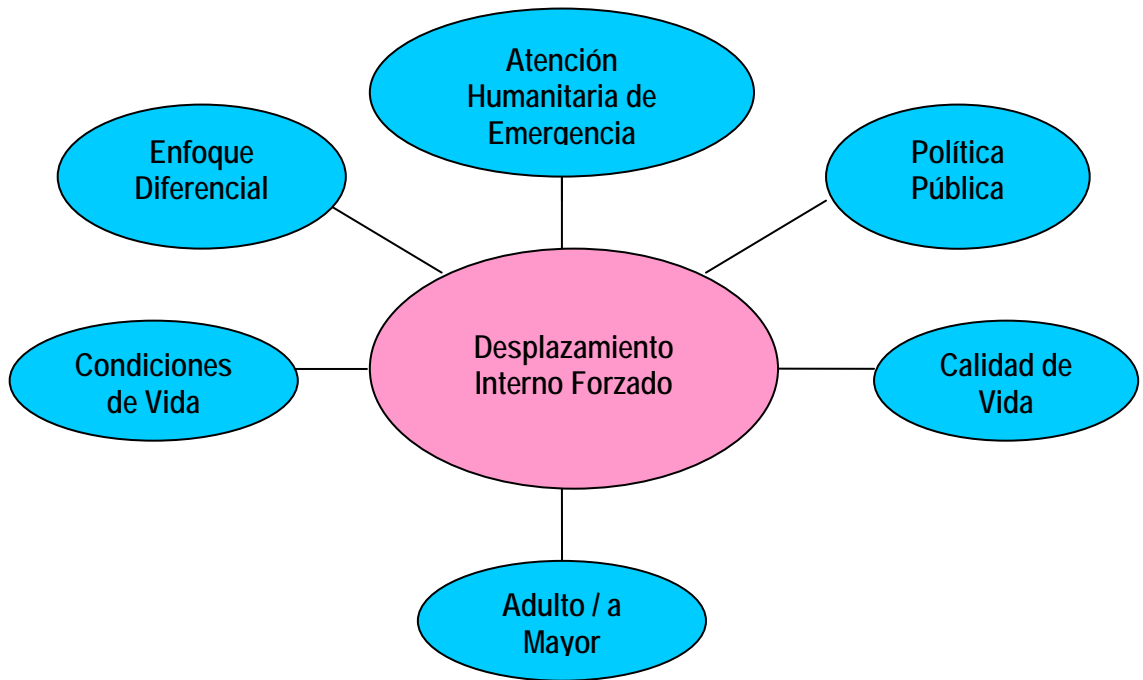 Atención
Humanitaria de
Emergencia
Enfoque
Diferencial
Política
Pública
Desplazamiento
Interno Forzado
Condiciones
de Vida
Calidad de
Vida
Adulto / a
Mayor